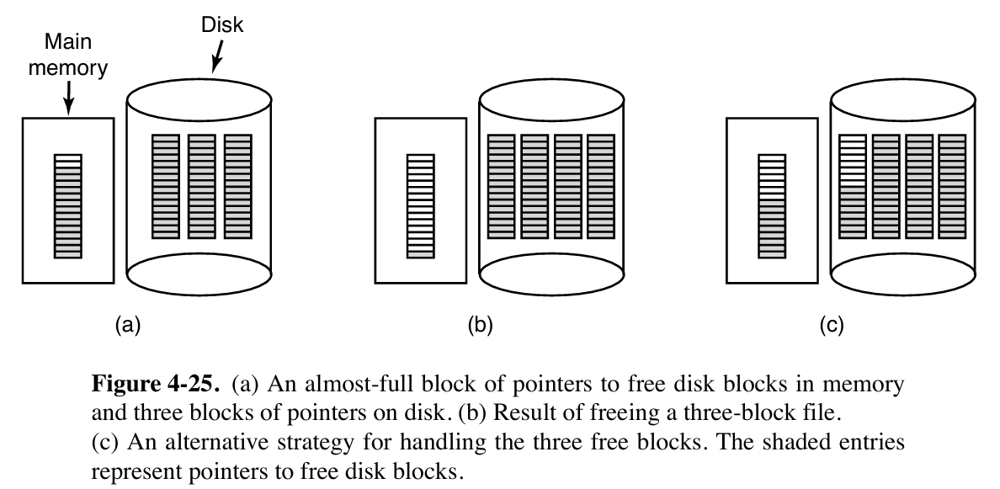 Disk
Main
memory
(a)
(b)
(c)
Figure 4-25. (a) An almost-full block of pointers to free disk blocks in memory
and three blocks of pointers on disk. (b) Result of freeing a three-block file.
(c) An alternative strategy for handling the three free blocks. The shaded entries
represent pointers to free disk blocks.